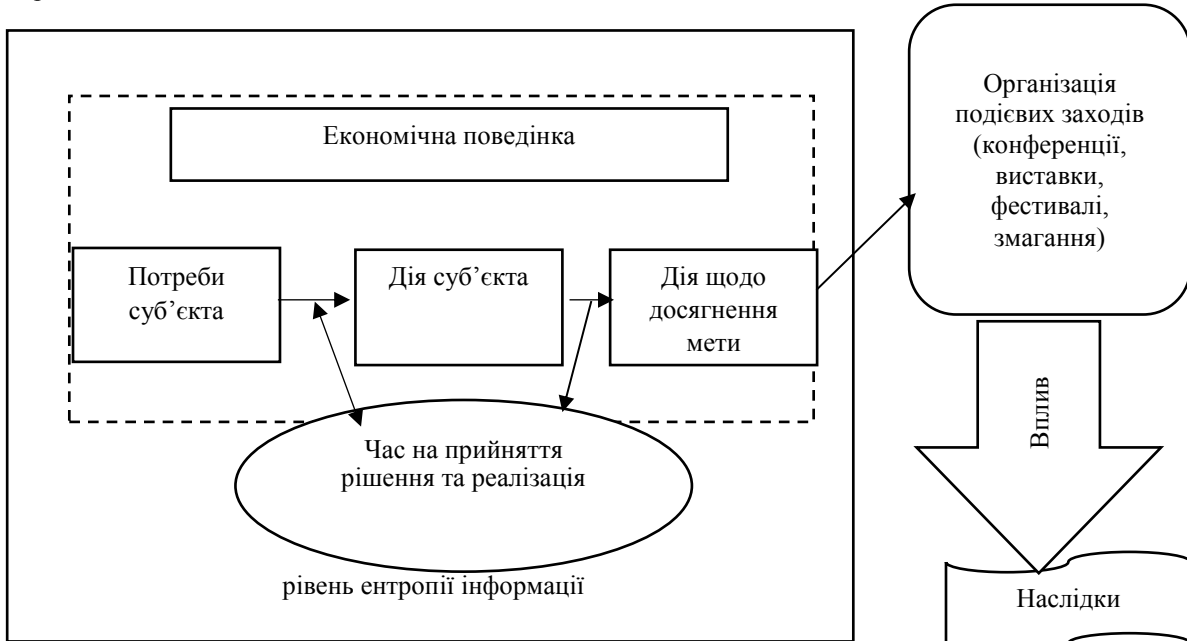 Економічна поведінка
Потреби
суб’єкта
Дія суб’єкта
Дія щодо
досягнення
мети
Час на прийняття
рішення та реалізація
рівень ентропії інформації
Організація
подієвих заходів
(конференції,
виставки,
фестивалі,
змагання)
Вплив
Наслідки